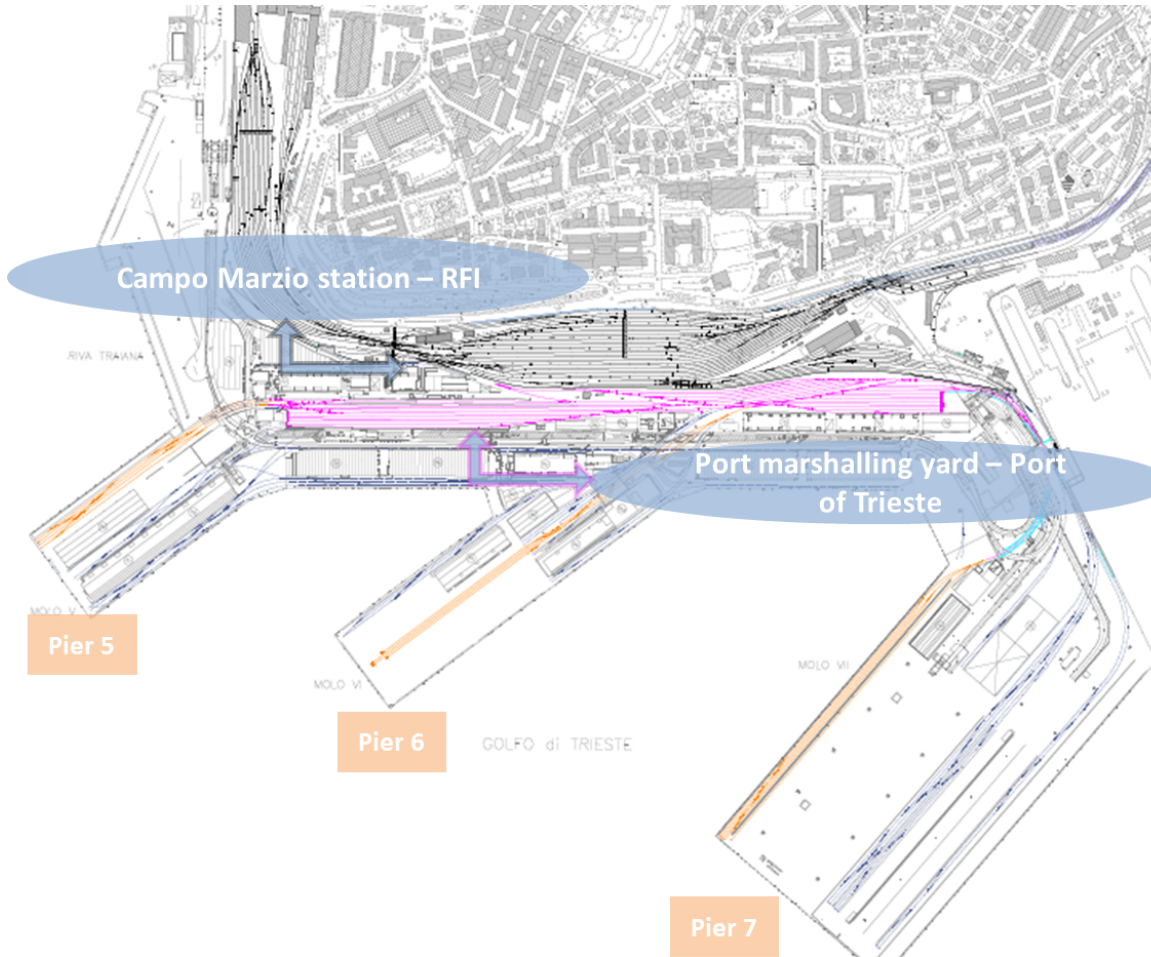 Campo Marzio station – RFI
RIVA TRAIANA
Port marshalling yard – Port
of Trieste
MOLO V
Pier 5
MOLO VI
MOLO VII
Pier 6
GOLFO di TRIESTE
Pier 7